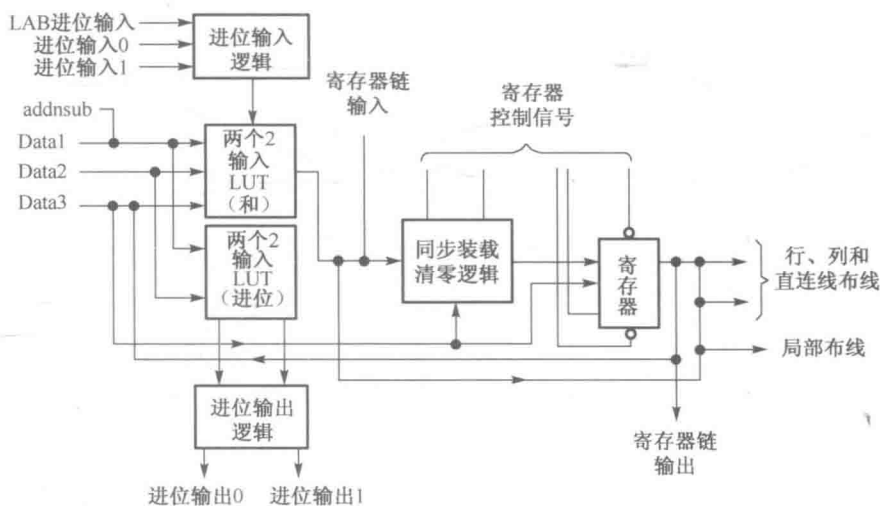 LAB进位输入
进位输入0
进位输入1
进位输入
逻辑
addnsub
Data1
Data2
Data3
两个2
输入
LUT
(和)
两个2
输入
LUT
(进位)
进位输出
逻辑
进位输出0
进位输出1
寄存器链
输入
寄存器
控制信号
同步装载
清零逻辑
寄
存
器
行、列和
直连线布线
局部布线
寄存器链
输出